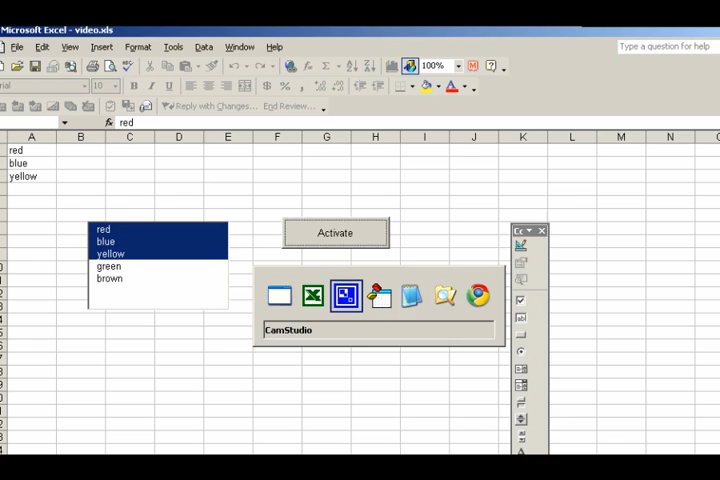 Microsoft Excel - video.xls
File Edit View Insert Format Tools Data Window Help
Type a question for help
100%
10
B I U
$ % ,
Reply with Changes... End Review...
fx red
A B C D E F G H I J K L M N
red
blue
yellow
red
blue
yellow
green
brown
Activate
CamStudio